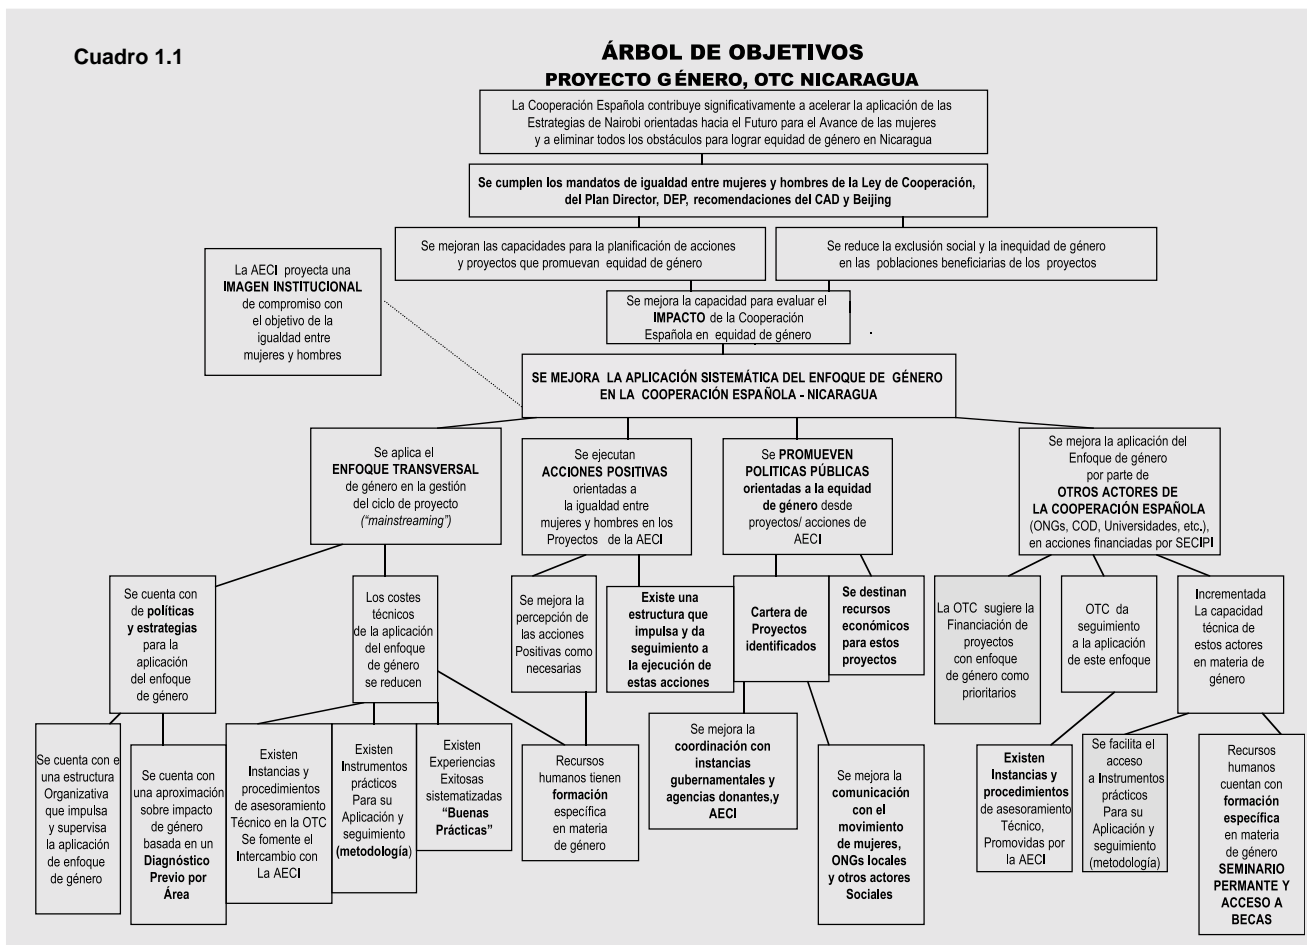 Cuadro 1.1
ÁRBOL DE OBJETIVOS
PROYECTO GÉNERO, OTC NICARAGUA
La Cooperación Española contribuye significativamente a acelerar la aplicación de las
Estrategias de Nairobi orientadas hacia el Futuro para el Avance de las mujeres
y a eliminar todos los obstáculos para lograr equidad de género en Nicaragua
Se cumplen los mandatos de igualdad entre mujeres y hombres de la Ley de Cooperación,
del Plan Director, DEP, recomendaciones del CAD y Beijing
Se mejoran las capacidades para la planificación de acciones
y proyectos que promuevan equidad de género
Se reduce la exclusión social y la inequidad de género
en las poblaciones beneficiarias de los proyectos
La AECI proyecta una
IMAGEN INSTITUCIONAL
de compromiso con
el objetivo de la
igualdad entre
mujeres y hombres
Se mejora la capacidad para evaluar el
IMPACTO de la Cooperación
Española en equidad de género
SE MEJORA LA APLICACIÓN SISTEMÁTICA DEL ENFOQUE DE GÉNERO
EN LA COOPERACIÓN ESPAÑOLA - NICARAGUA
Se aplica el
ENFOQUE TRANSVERSAL
de género en la gestión
del ciclo de proyecto
("mainstreaming")
Se ejecutan
ACCIONES POSITIVAS
orientadas a
la igualdad entre
mujeres y hombres en los
Proyectos de la AECI
Se PROMUEVEN
POLITICAS PÚBLICAS
orientadas a la equidad
de género desde
proyectos/ acciones de
AECI
Se mejora la aplicación del
Enfoque de género
por parte de
OTROS ACTORES DE
LA COOPERACIÓN ESPAÑOLA
(ONGs, COD, Universidades, etc.),
en acciones financiadas por SECIPI
Se cuenta con
de políticas
y estrategias
para la
aplicación
del enfoque
de género
Los costes
técnicos
de la aplicación
del enfoque
de género
se reducen
Se mejora la
percepción de
las acciones
Positivas como
necesarias
Existe una
estructura que
impulsa y da
seguimiento a
la ejecución de
estas acciones
Cartera de
Proyectos
identificados
Se destinan
recursos
económicos
para estos
proyectos
La OTC sugiere la
Financiación de
proyectos
con enfoque
de género como
prioritarios
OTC da
seguimiento
a la aplicación
de este enfoque
Incrementada
La capacidad
técnica de
estos actores
en materia de
género
Se cuenta con e
una estructura
Organizativa
que impulsa
y supervisa
la aplicación
de enfoque
de género
Se cuenta con
una aproximación
sobre impacto
de género
basada en un
Diagnóstico
Previo por
Área
Existen
Instancias y
procedimientos
de asesoramiento
Técnico en la OTC
Se fomente el
Intercambio con
La AECI
Existen
Instrumentos
prácticos
Para su
Aplicación y
seguimiento
(metodología)
Existen
Experiencias
Exitosas
sistematizadas
"Buenas
Prácticas"
Recursos
humanos tienen
formación
específica
en materia
de género
Se mejora la
coordinación con
instancias
gubernamentales y
agencias donantes,y
AECI
Se mejora la
comunicación
con el
movimiento
de mujeres,
ONGs locales
y otros actores
Sociales
Existen
Instancias y
procedimientos
de asesoramiento
Técnico,
Promovidas por
la AECI
Se facilita el
acceso
a Instrumentos
prácticos
Para su
Aplicación y
seguimiento
(metodología)
Recursos
humanos
cuentan con
formación
específica
en materia
de género
SEMINARIO
PERMANTE Y
ACCESO A
BECAS